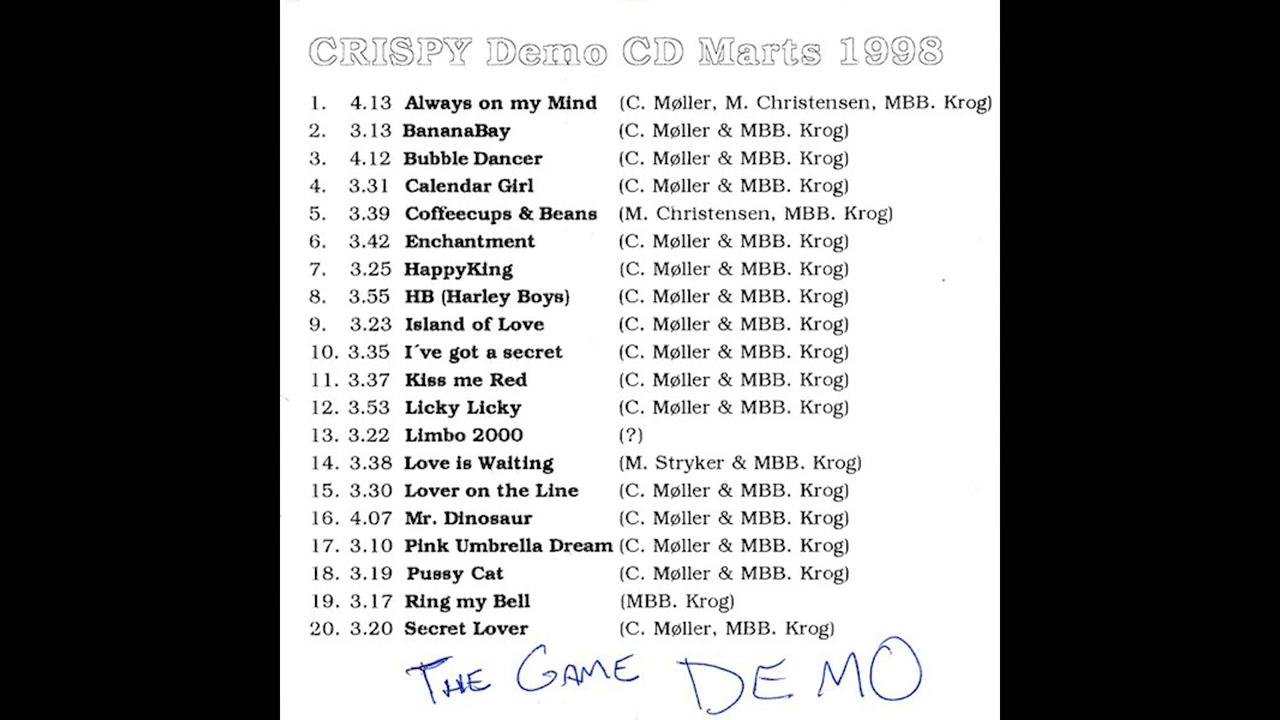 CRISPY Demo CD Marts 1998
1. 4.13 Always on my Mind (C. Møller, M. Christensen, MBB. Krog)
2. 3.13 BananaBay (C. Møller & MBB. Krog)
3. 4.12 Bubble Dancer (C. Møller & MBB. Krog)
4. 3.31 Calendar Girl (C. Møller & MBB. Krog)
5. 3.39 Coffeecups & Beans (M. Christensen, MBB. Krog)
6. 3.42 Enchantment (C. Møller & MBB. Krog)
7. 3.25 HappyKing (C. Møller & MBB. Krog)
8. 3.55 HB (Harley Boys) (C. Møller & MBB. Krog)
9. 3.23 Island of Love (C. Møller & MBB. Krog)
10. 3.35 I´ve got a secret (C. Møller & MBB. Krog)
11. 3.37 Kiss me Red (C. Møller & MBB. Krog)
12. 3.53 Licky Licky (C. Møller & MBB. Krog)
13. 3.22 Limbo 2000 (?)
14. 3.38 Love is Waiting (M. Stryker & MBB. Krog)
15. 3.30 Lover on the Line (C. Møller & MBB. Krog)
16. 4.07 Mr. Dinosaur (C. Møller & MBB. Krog)
17. 3.10 Pink Umbrella Dream (C. Møller & MBB. Krog)
18. 3.19 Pussy Cat (C. Møller & MBB. Krog)
19. 3.17 Ring my Bell (MBB. Krog)
20. 3.20 Secret Lover (C. Møller, MBB. Krog)
THE GAME DEMO